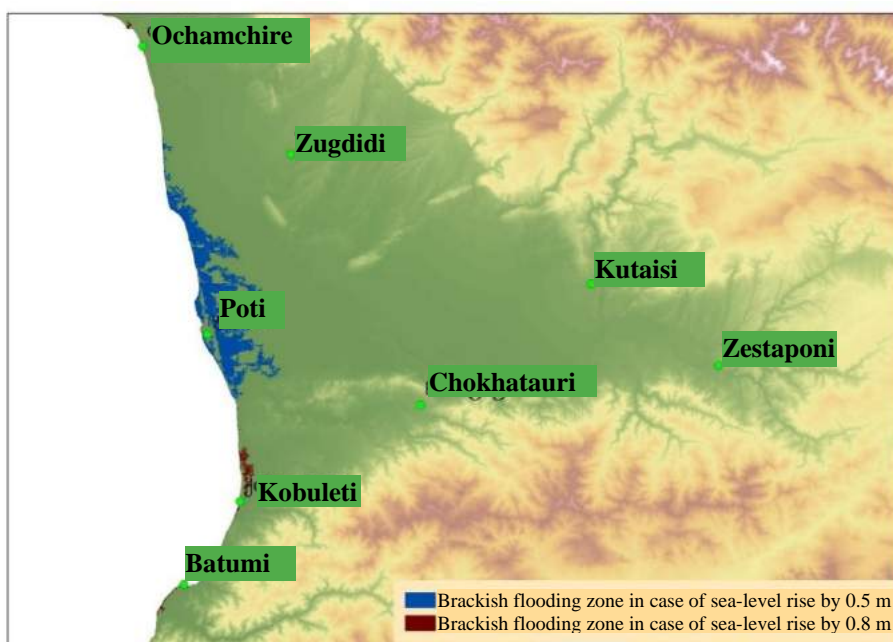 Ochamchire
Zugdidi
Kutaisi
Poti
Zestaponi
Chokhatauri
Kobuleti
Batumi
Brackish flooding zone in case of sea-level rise by 0.5 m
Brackish flooding zone in case of sea-level rise by 0.8 m